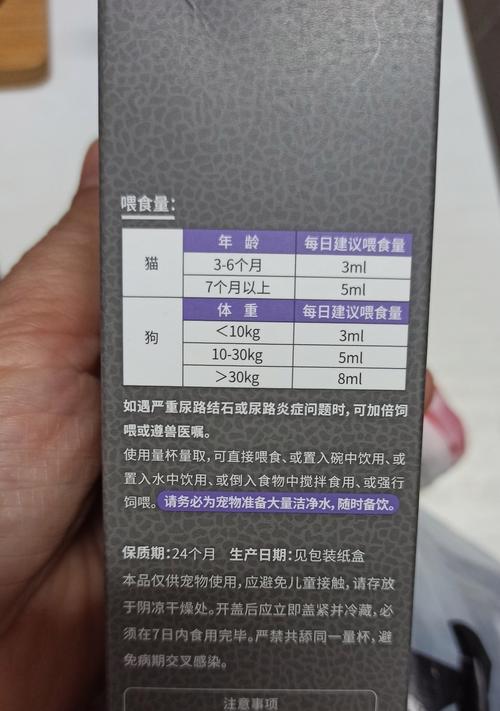 喂食量:
猫 年 龄 每日建议喂食量
3-6个月 3ml
7个月以上 5ml
狗 体 重 每日建议喂食量
<10kg 3ml
10-30kg 5ml
>30kg 8ml
如遇严重尿路结石或尿路炎症问题时,可加倍饲
喂或遵兽医嘱。
使用量杯量取,可直接喂食、或置入碗中饮用、或
置入水中饮用、或倒入食物中搅拌食用、或强行
饲喂。请务必为宠物准备大量洁净水,随时备饮。
保质期:24个月 生产日期:见包装纸盒
本品仅供宠物使用,应避免儿童接触,请存放
于阴凉干燥处。开盖后应立即盖紧并冷藏,必
须在7日内食用完毕。严禁共舔同一量杯,避
免病期交叉感染。
注意事项